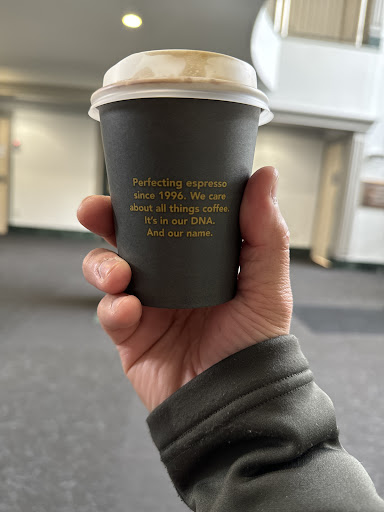 Perfecting espresso
since 1996. We care
about all things coffee.
It's in our DNA.
And our name.